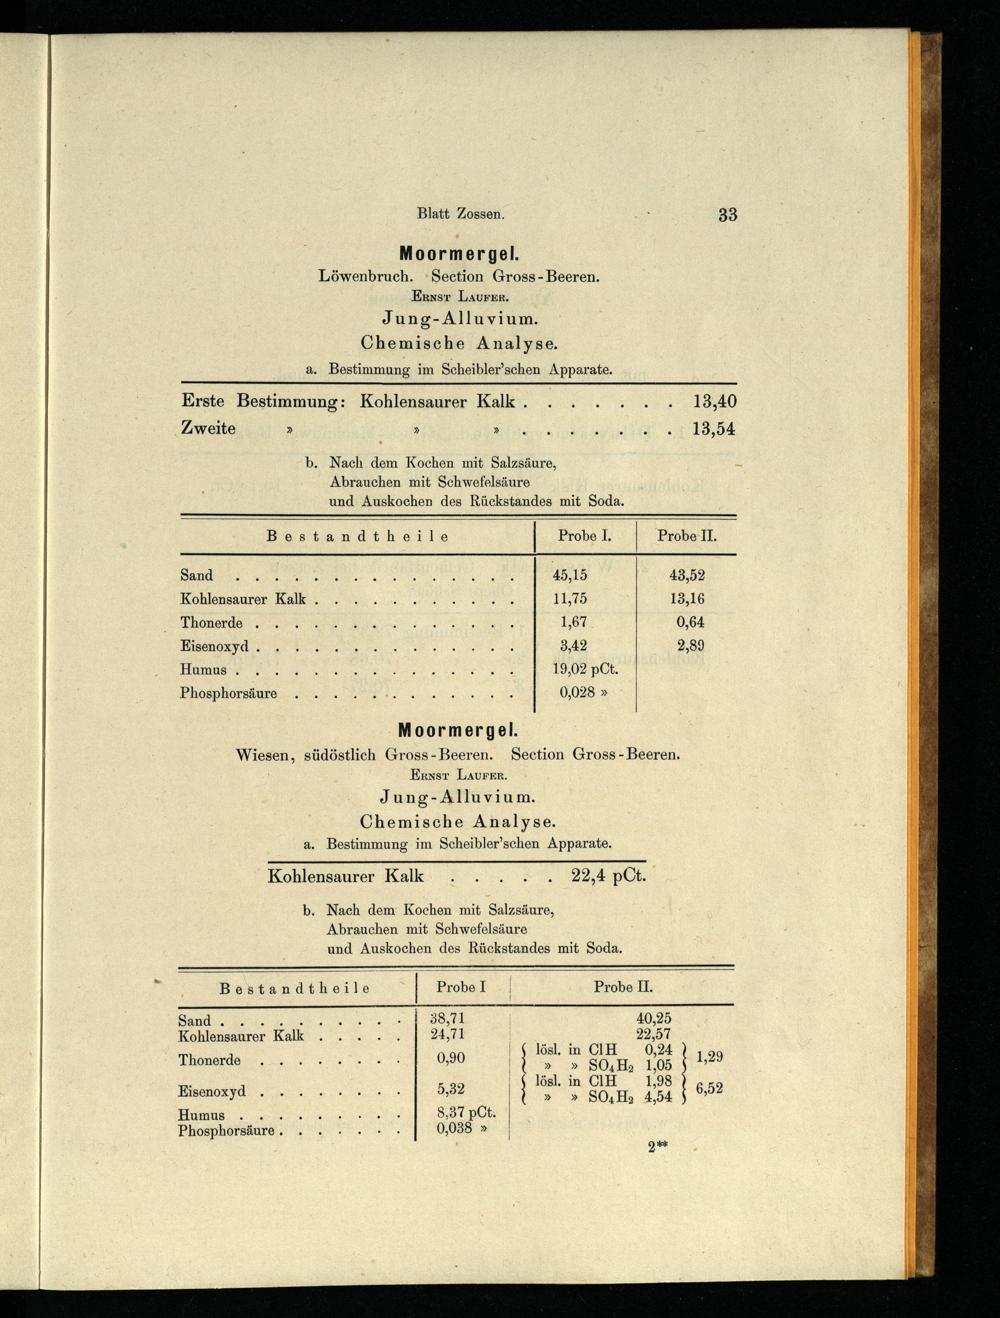 Blatt Zossen. 33
Moormergel.
Löwenbruch. Section Gross-Beeren.
Ernst Laufer.
Jung-Alluvium.
Chemische Analyse.
a. Bestimmung im Scheibler'schen Apparate.
Erste Bestimmung: Kohlensaurer Kalk . . . . . . . 13,40
Zweite » » » . . . . . . . 13,54
b. Nach dem Kochen mit Salzsäure,
Abrauchen mit Schwefelsäure
und Auskochen des Rückstandes mit Soda.
Bestandtheile Probe I. Probe II.
Sand . . . . . . . . . . . . . . . 45,15 43,52
Kohlensaurer Kalk . . . . . . . . . . . 11,75 13,16
Thonerde . . . . . . . . . . . . . . 1,67 0,64
Eisenoxyd . . . . . . . . . . . . . . 3,42 2,89
Humus . . . . . . . . . . . . . . . 19,02 pCt.
Phosphorsäure . . . . . . . . . . . . 0,028 »
Moormergel.
Wiesen, südöstlich Gross-Beeren. Section Gross-Beeren.
Ernst Laufer.
Jung-Alluvium.
Chemische Analyse.
a. Bestimmung im Scheibler'schen Apparate.
Kohlensaurer Kalk . . . . . 22,4 pCt.
b. Nach dem Kochen mit Salzsäure,
Abrauchen mit Schwefelsäure
und Auskochen des Rückstandes mit Soda.
Bestandtheile Probe I Probe II.
Sand . . . . . . . . . . 38,71 40,25
Kohlensaurer Kalk . . . . . 24,71 22,57
Thonerde . . . . . . . . 0,90 { lösl. in ClH 0,24 } 1,29
» » SO₄H₂ 1,05
Eisenoxyd . . . . . . . . 5,32 { lösl. in ClH 1,98 } 6,52
» » SO₄H₂ 4,54
Humus . . . . . . . . . 8,37 pCt.
Phosphorsäure . . . . . . . 0,038 »
2**